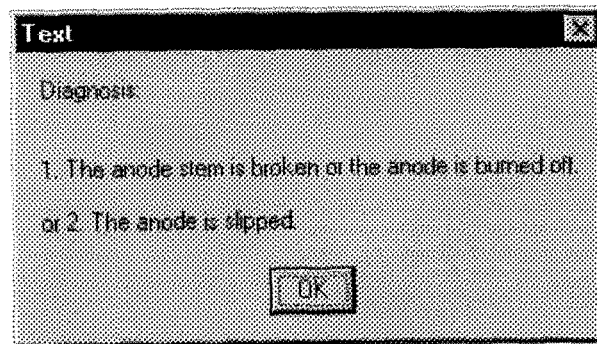 Text
Diagnosis:
1. The anode stem is broken or the anode is burned off.
or 2. The anode is slipped.
OK